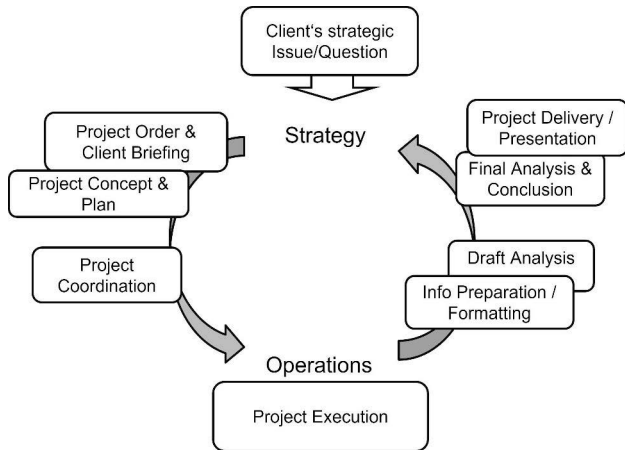 Client‘s strategic
Issue/Question
Strategy
Project Order &
Client Briefing
Project Concept &
Plan
Project
Coordination
Operations
Project Execution
Info Preparation /
Formatting
Draft Analysis
Final Analysis &
Conclusion
Project Delivery /
Presentation